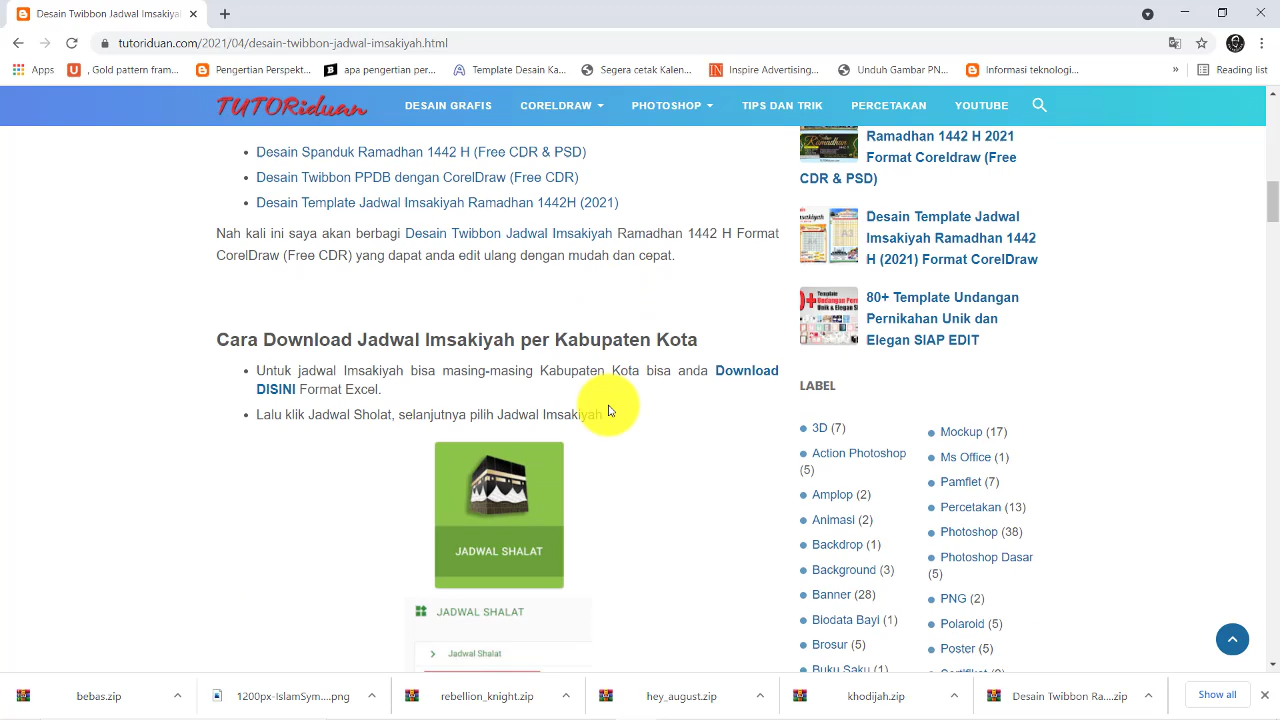 Desain Twibbon Jadwal Imsakiyah
tutoriduan.com/2021/04/desain-twibbon-jadwal-imsakiyah.html
Apps
, Gold pattern fram...
Pengertian Perspekt...
apa pengertian per...
Template Desain Ka...
Segera cetak Kalen...
Inspire Advertising,...
Unduh Gambar PN...
Informasi teknologi...
»
Reading list
TUTORiduan
DESAIN GRAFIS
CORELDRAW
PHOTOSHOP
TIPS DAN TRIK
PERCETAKAN
YOUTUBE
Desain Spanduk Ramadhan 1442 H (Free CDR & PSD)
Desain Twibbon PPDB dengan CorelDraw (Free CDR)
Desain Template Jadwal Imsakiyah Ramadhan 1442H (2021)
Nah kali ini saya akan berbagi Desain Twibbon Jadwal Imsakiyah Ramadhan 1442 H Format
CorelDraw (Free CDR) yang dapat anda edit ulang dengan mudah dan cepat.
Cara Download Jadwal Imsakiyah per Kabupaten Kota
Untuk jadwal Imsakiyah bisa masing-masing Kabupaten Kota bisa anda Download
DISINI Format Excel.
Lalu klik Jadwal Sholat, selanjutnya pilih Jadwal Imsakiyah
JADWAL SHALAT
JADWAL SHALAT
Jadwal Shalat
Ramadhan 1442 H 2021
Format Coreldraw (Free
CDR & PSD)
Desain Template Jadwal
Imsakiyah Ramadhan 1442
H (2021) Format CorelDraw
80+ Template Undangan
Pernikahan Unik dan
Elegan SIAP EDIT
LABEL
3D (7)
Action Photoshop
(5)
Amplop (2)
Animasi (2)
Backdrop (1)
Background (3)
Banner (28)
Biodata Bayi (1)
Brosur (5)
Buku Saku (1)
Mockup (17)
Ms Office (1)
Pamflet (7)
Percetakan (13)
Photoshop (38)
Photoshop Dasar
(5)
PNG (2)
Polaroid (5)
Poster (5)
bebas.zip
1200px-IslamSym....png
rebellion_knight.zip
hey_august.zip
khodijah.zip
Desain Twibbon Ra....zip
Show all